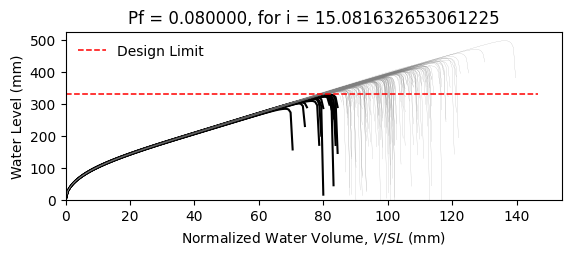 Pf = 0.080000, for i = 15.081632653061225
Water Level (mm)
500
400
300
200
100
0
Design Limit
0 20 40 60 80 100 120 140
Normalized Water Volume, V/SL (mm)